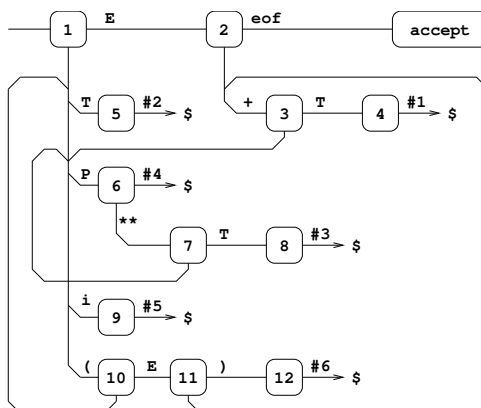 E eof
1 2 accept
T #2 + T #1
5 $ 3 4 $
P #4
6 $
** T #3
7 8 $
i #5
9 $
( E ) #6
10 11 12 $